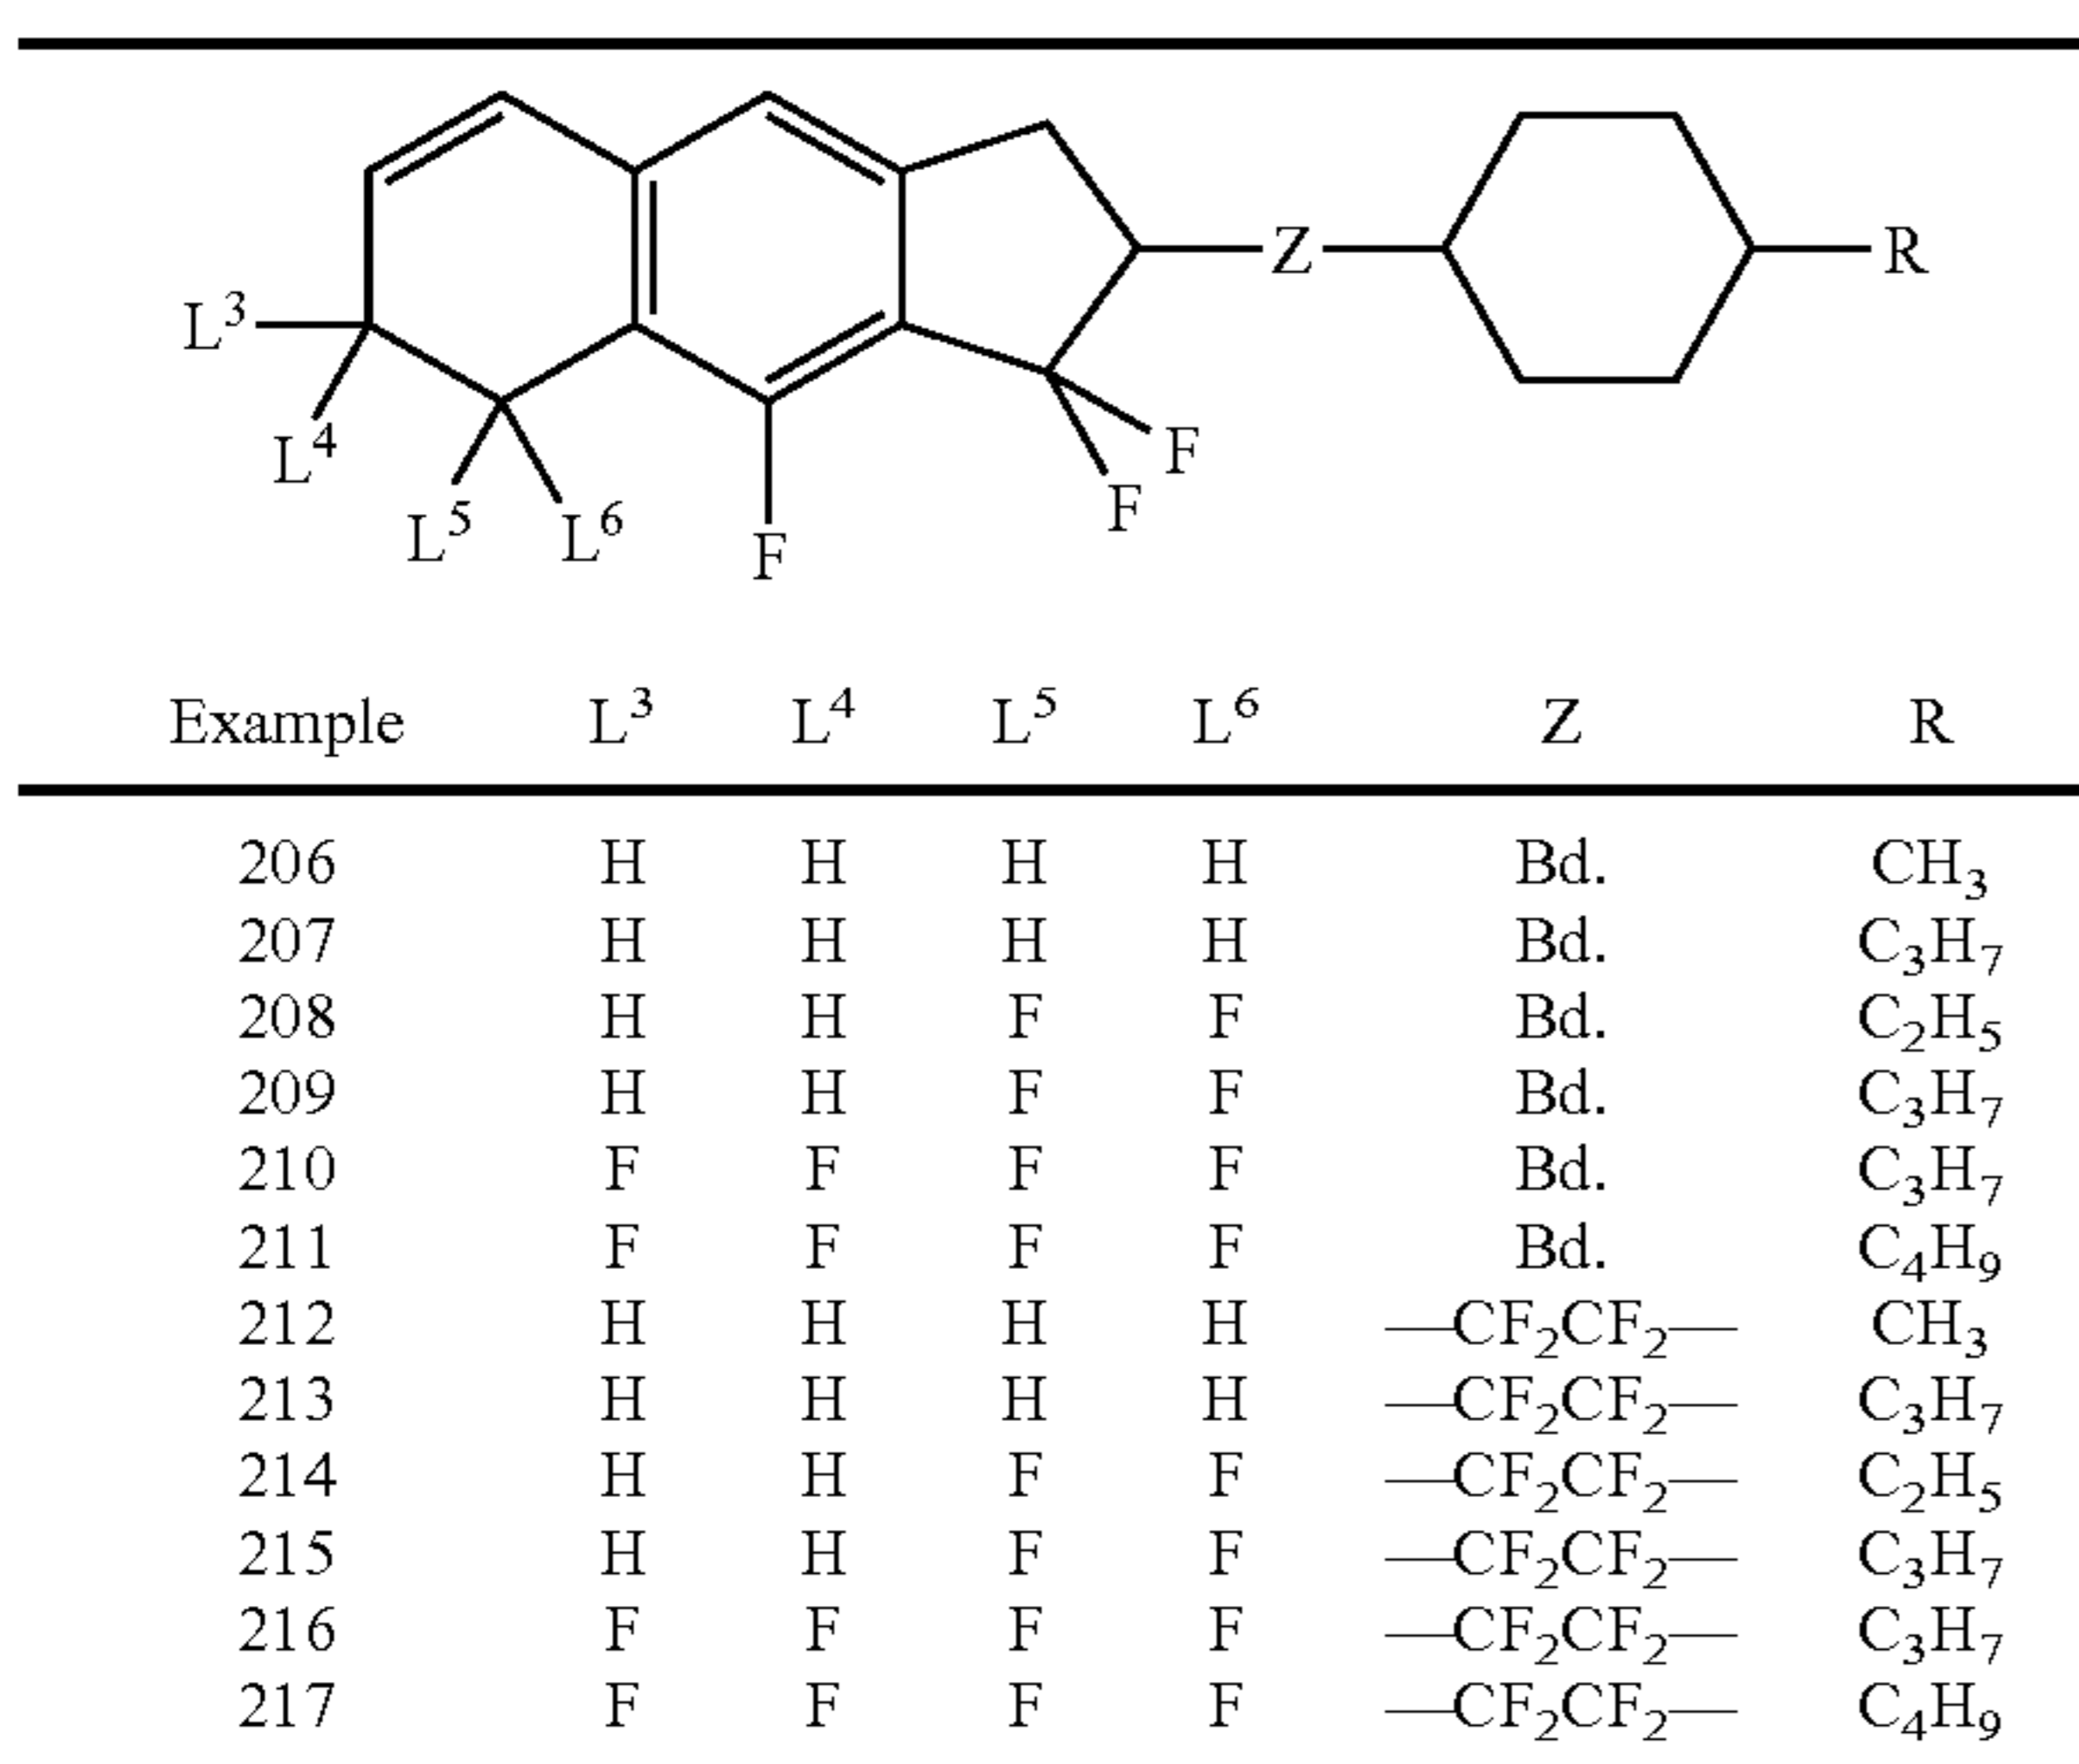 Z R
L³
L⁴ F
L⁵ L⁶ F
F
Example L³ L⁴ L⁵ L⁶ Z R
206 H H H H Bd. CH₃
207 H H H H Bd. C₃H₇
208 H H F F Bd. C₂H₅
209 H H F F Bd. C₃H₇
210 F F F F Bd. C₃H₇
211 F F F F Bd. C₄H₉
212 H H H H —CF₂CF₂— CH₃
213 H H H H —CF₂CF₂— C₃H₇
214 H H F F —CF₂CF₂— C₂H₅
215 H H F F —CF₂CF₂— C₃H₇
216 F F F F —CF₂CF₂— C₃H₇
217 F F F F —CF₂CF₂— C₄H₉